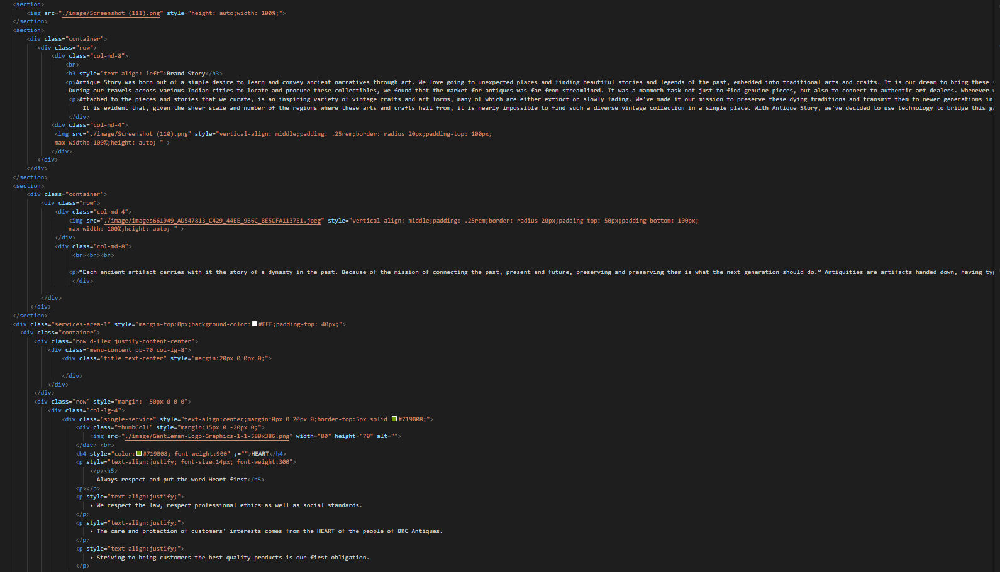 <section>
<img src="./image/Screenshot (111).png" style="height: auto;width: 100%;">
</section>
<section>
<div class="container">
<div class="row">
<div class="col-md-8">
<br>
<h3 style="text-align: left">Brand Story</h3>
<p>Antique Story was born out of a simple desire to learn and convey ancient narratives through art. We love going to unexpected places and finding beautiful stories and legends of the past, embedded into traditional arts and crafts. It is our dream to bring these
During our travels across various Indian cities to locate and procure these collectibles, we found that the market for antiques was far from streamlined. It was a mammoth task not just to find genuine pieces, but also to connect to authentic art dealers. Whenever
<p>Attached to the pieces and stories that we curate, is an inspiring variety of vintage crafts and art forms, many of which are either extinct or slowly fading. We've made it our mission to preserve these dying traditions and transmit them to newer generations in
It is evident that, given the sheer scale and number of the regions where these arts and crafts hail from, it is nearly impossible to find such a diverse vintage collection in a single place. With Antique Story, we've decided to use technology to bridge this
</div>
<div class="col-md-4">
<img src="./image/Screenshot (110).png" style="vertical-align: middle;padding: .25rem;border: radius 20px;padding-top: 100px;
max-width: 100%;height: auto; " >
</div>
</div>
</div>
</section>
<section>
<div class="container">
<div class="row">
<div class="col-md-4">
<img src="./image/images661949_AD547813_C429_44EE_9B6C_BE5CFA1137E1.jpeg" style="vertical-align: middle;padding: .25rem;border: radius 20px;padding-top: 50px;padding-bottom: 100px;
max-width: 100%;height: auto; " >
</div>
<div class="col-md-8">
<br><br><br>
<p>“Each ancient artifact carries with it the story of a dynasty in the past. Because of the mission of connecting the past, present and future, preserving and preserving them is what the next generation should do.” Antiquities are artifacts handed down, having
</div>
</div>
</div>
</section>
<div class="services-area-1" style="margin-top:0px;background-color:#FFF;padding-top: 40px;">
<div class="container">
<div class="row d-flex justify-content-center">
<div class="menu-content pb-70 col-lg-8">
<div class="title text-center" style="margin:20px 0 0px 0;">
</div>
</div>
</div>
<div class="row" style="margin: -50px 0 0 0">
<div class="col-lg-4">
<div class="single-service" style="text-align:center;margin:0px 0 20px 0;border-top:5px solid #719B08;">
<div class="thumbCol1" style="margin:15px 0 -20px 0;">
<img src="./image/Gentleman-Logo-Graphics-1-1-580x386.png" width="80" height="70" alt="">
</div> <br>
<h4 style="color:#719B08; font-weight:900" ;="">HEART</h4>
<p style="text-align:justify; font-size:14px; font-weight:300">
</p><h5>
Always respect and put the word Heart first</h5>
<p></p>
<p style="text-align:justify;">
• We respect the law, respect professional ethics as well as social standards.
</p>
<p style="text-align:justify;">
• The care and protection of customers' interests comes from the HEART of the people of BKC Antiques.
</p>
<p style="text-align:justify;">
• Striving to bring customers the best quality products is our first obligation.
</p>